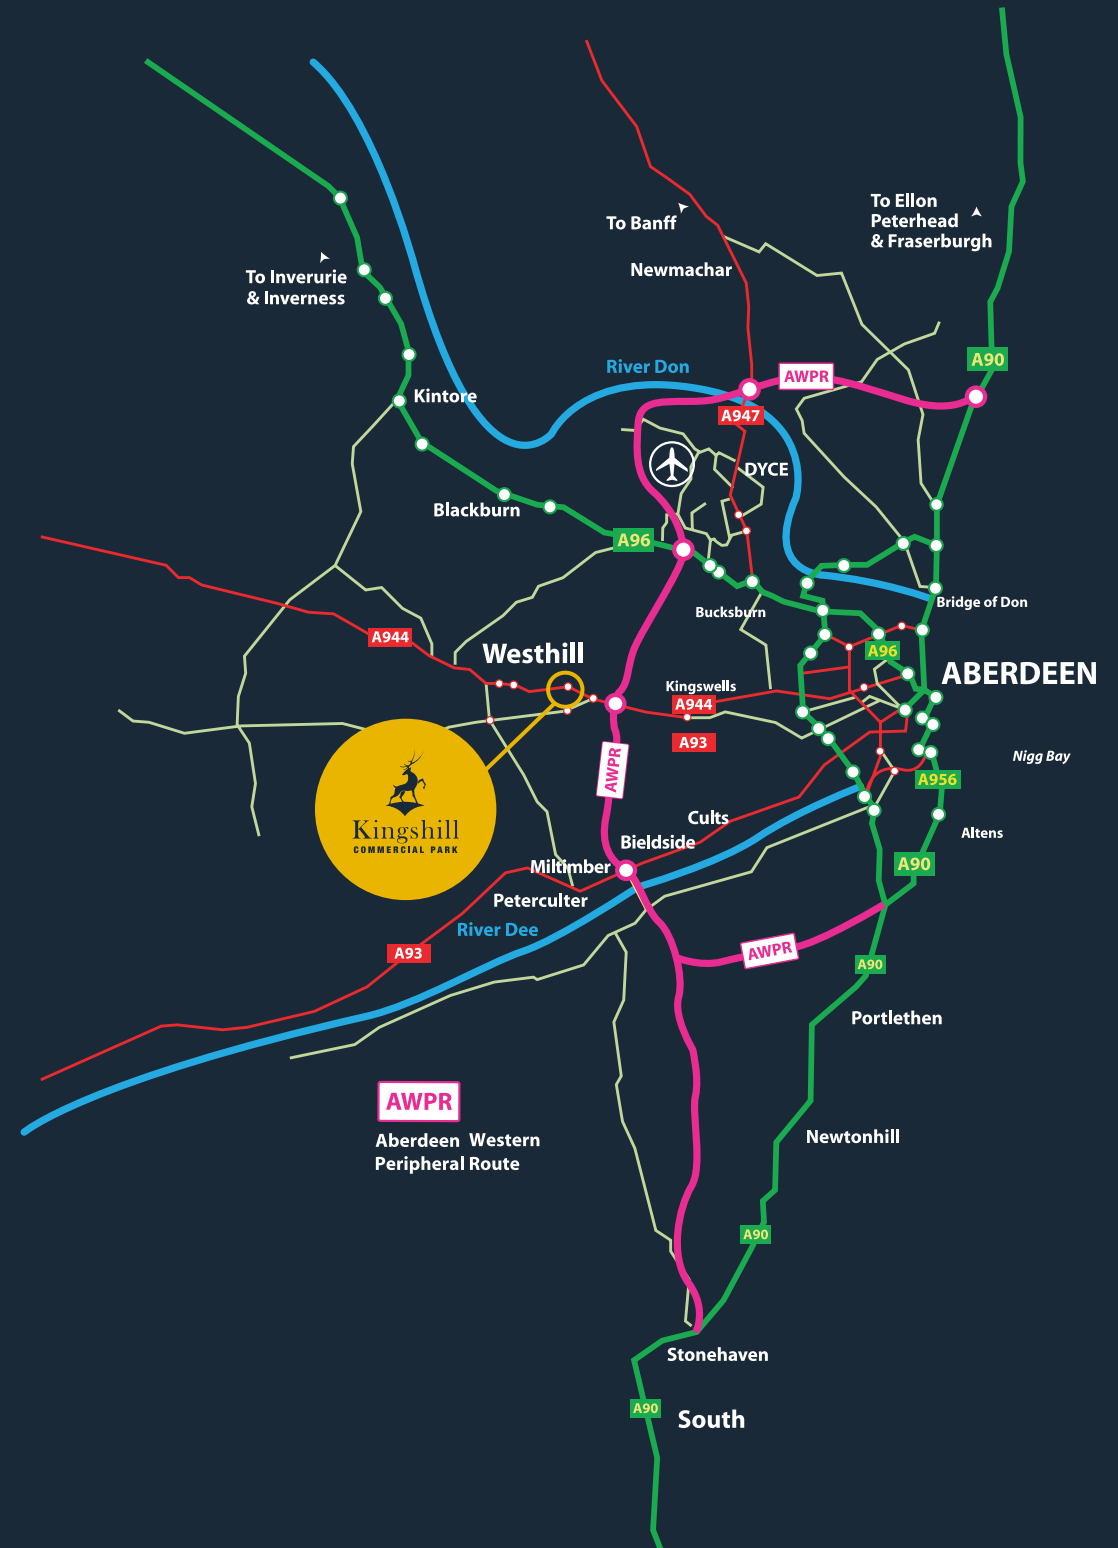 To Ellon
Peterhead
& Fraserburgh
To Banff
Newmachar
To Inverurie
& Inverness
River Don
AWPR
A90
Kintore
A947
DYCE
Blackburn
A96
Bucksburn
Bridge of Don
A944
Westhill
A96
ABERDEEN
Kingswells
A944
A93
AWPR
Nigg Bay
A956
Kingshill
COMMERCIAL PARK
Cults
Altens
Bieldside
Miltimber
A90
Peterculter
River Dee
A93
AWPR
A90
Portlethen
AWPR
Aberdeen Western
Peripheral Route
Newtonhill
A90
Stonehaven
A90
South